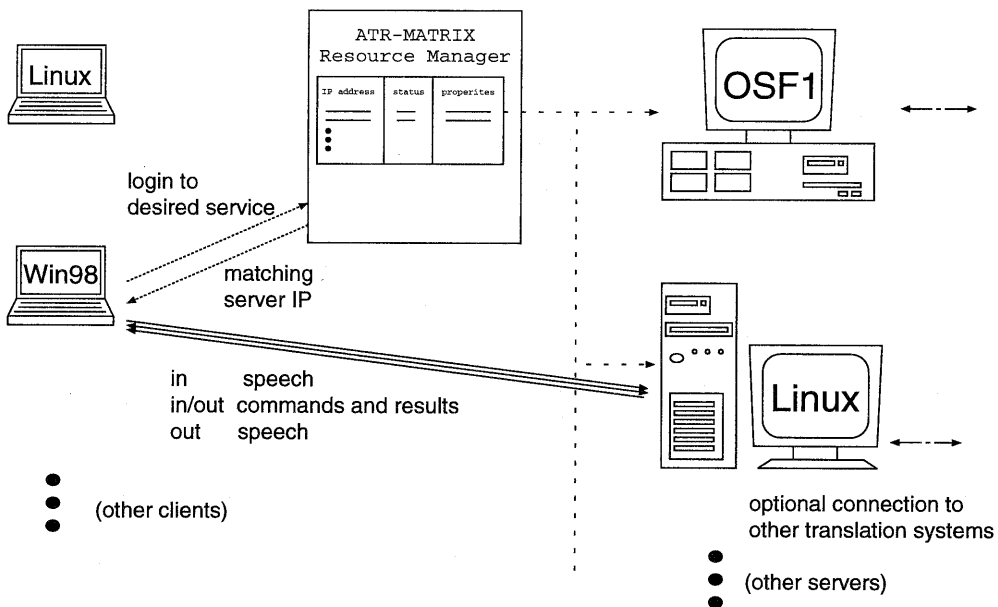 ATR-MATRIX
Resource Manager
IP address status properites
Linux
OSF1
login to
desired service
Win98
matching
server IP
in speech
in/out commands and results
out speech
Linux
(other clients)
optional connection to
other translation systems
(other servers)